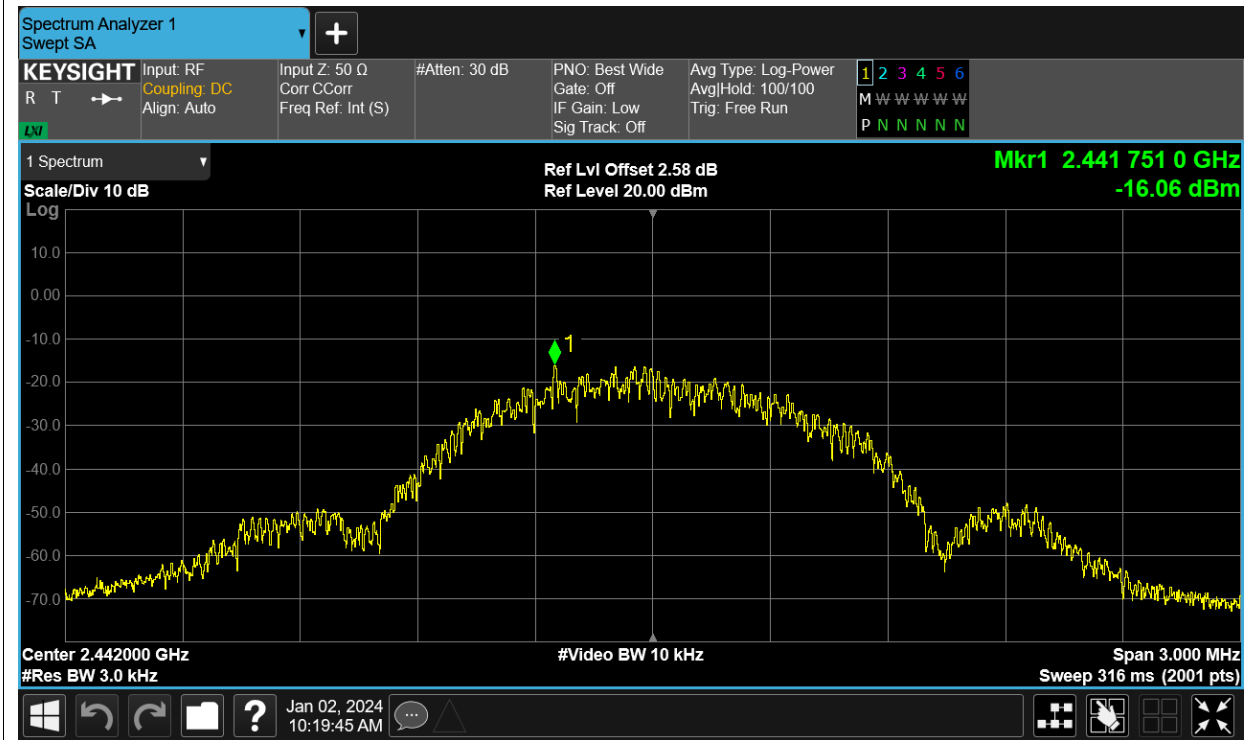 Spectrum Analyzer 1
Swept SA
+
KEYSIGHT
R T
LXI
Input: RF
Coupling: DC
Align: Auto
Input Z: 50 Ω
Corr CCorr
Freq Ref: Int (S)
#Atten: 30 dB
PNO: Best Wide
Gate: Off
IF Gain: Low
Sig Track: Off
Avg Type: Log-Power
Avg|Hold: 100/100
Trig: Free Run
1 2 3 4 5 6
M W W W W W
P N N N N N
1 Spectrum
Scale/Div 10 dB
Log
Ref Lvl Offset 2.58 dB
Ref Level 20.00 dBm
Mkr1 2.441 751 0 GHz
-16.06 dBm
10.0
0.00
-10.0
1
-20.0
-30.0
-40.0
-50.0
-60.0
-70.0
Center 2.442000 GHz
#Res BW 3.0 kHz
#Video BW 10 kHz
Span 3.000 MHz
Sweep 316 ms (2001 pts)
?
Jan 02, 2024
10:19:45 AM